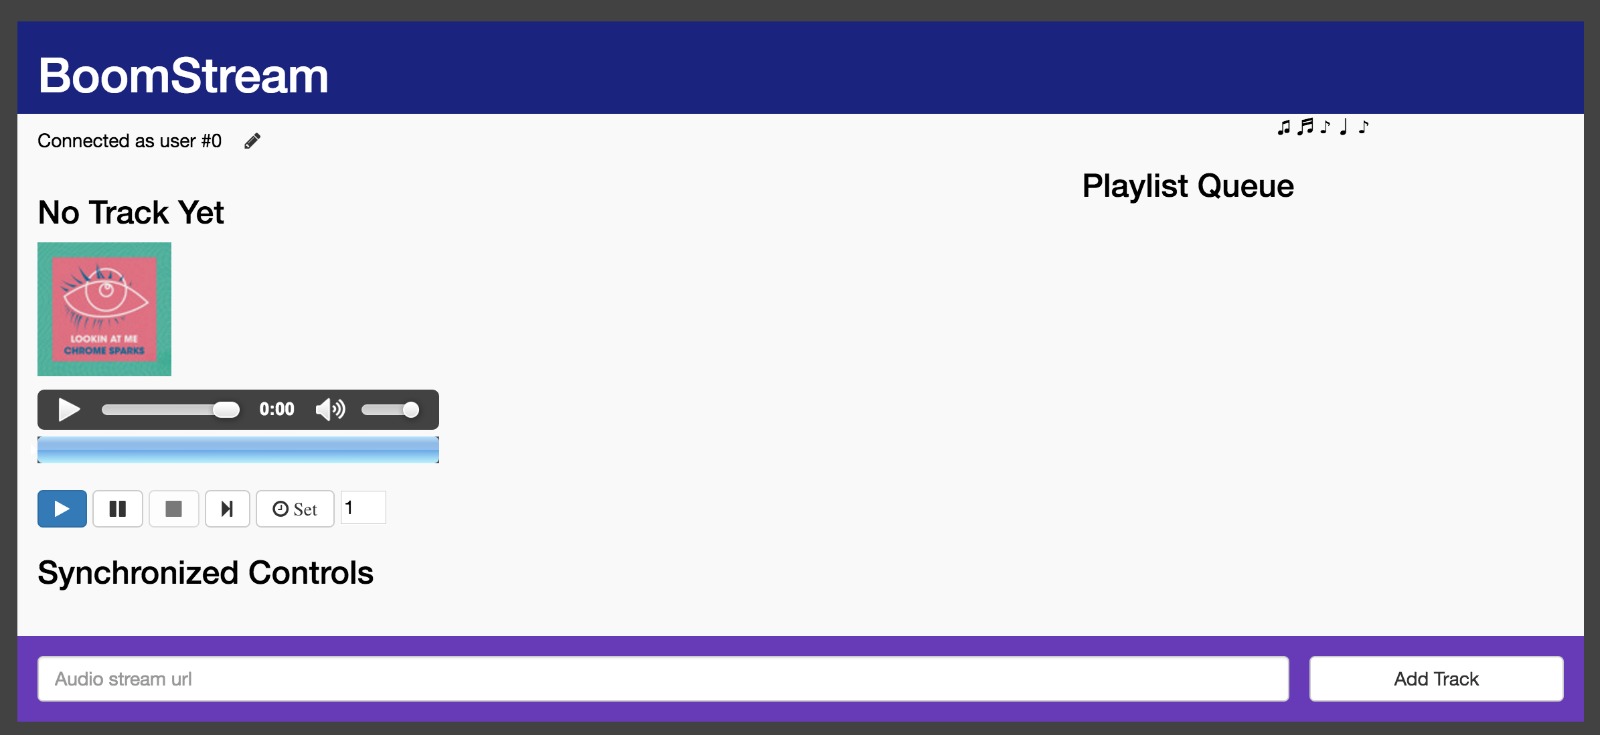 BoomStream
Connected as user #0
♫ ♬ ♪ ♩ ♪
Playlist Queue
No Track Yet
LOOKIN AT ME
CHROME SPARKS
0:00
Set 1
Synchronized Controls
Audio stream url
Add Track